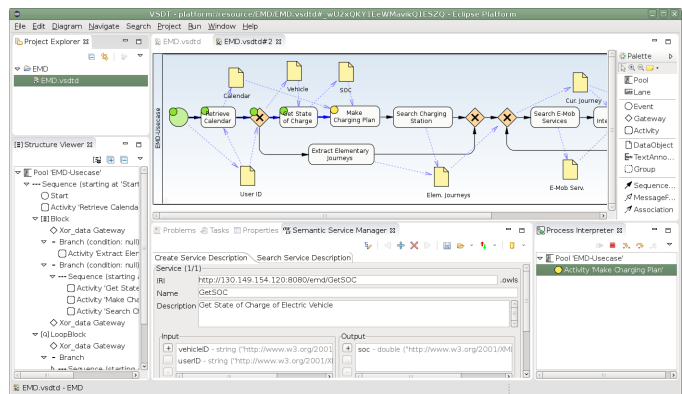 VSDT - platform:/resource/EMD/EMD.vsdtd#_wU2xQKYIEeWMavikQIESZQ - Eclipse Platform
File Edit Diagram Navigate Search Project Run Window Help
Project Explorer
EMD
EMD.vsdtd
EMD.vsdtd
EMD.vsdtd#2
EMD-Usecase
Calendar
Vehicle
SOC
Cur. Journey
Retrieve Calendar
Get State of Charge
Make Charging Plan
Search Charging Station
Search E-Mob Services
Inte
Extract Elementary Journeys
User ID
Elem. Journeys
E-Mob Serv.
Palette
Pool
Lane
Event
Gateway
Activity
DataObject
TextAnno...
Group
Sequence...
MessageF...
Association
Structure Viewer
Pool 'EMD-Usecase'
Sequence (starting at 'Start
Start
Activity 'Retrieve Calenda
Block
Xor_data Gateway
Branch (condition: null)
Activity 'Extract Eler
Branch (condition: null)
Sequence (starting a
Activity 'Get State
Activity 'Make Cha
Activity 'Search Ch
Xor_data Gateway
LoopBlock
Xor_data Gateway
Branch
Sequence (starting
Problems Tasks Properties Semantic Service Manager
Create Service Description Search Service Description
Service (1/1)
IRI http://130.149.154.120:8080/emd/GetSOC .owls
Name GetSOC
Description Get State of Charge of Electric Vehicle
Input
vehicleID - string ("http://www.w3.org/2001
userID - string ("http://www.w3.org/2001/XI
Output
soc - double ("http://www.w3.org/2001/XMI
Process Interpreter
Pool 'EMD-Usecase'
Activity 'Make Charging Plan'
EMD.vsdtd - EMD